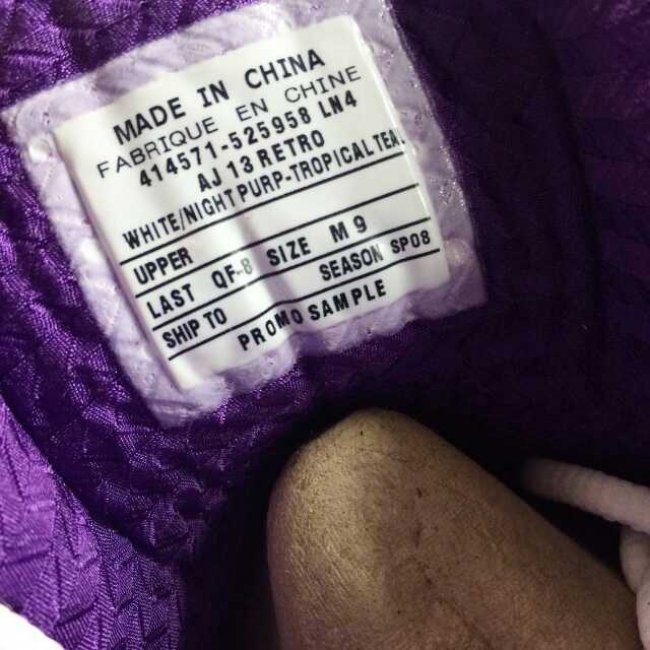 MADE IN CHINA
FABRIQUE EN CHINE
414571-525958 LN4
AJ 13 RETRO
WHITE/NIGHT PURP-TROPICAL TEAL
UPPER
LAST QF-8 SIZE M 9
SHIP TO SEASON SP08
PROMO SAMPLE